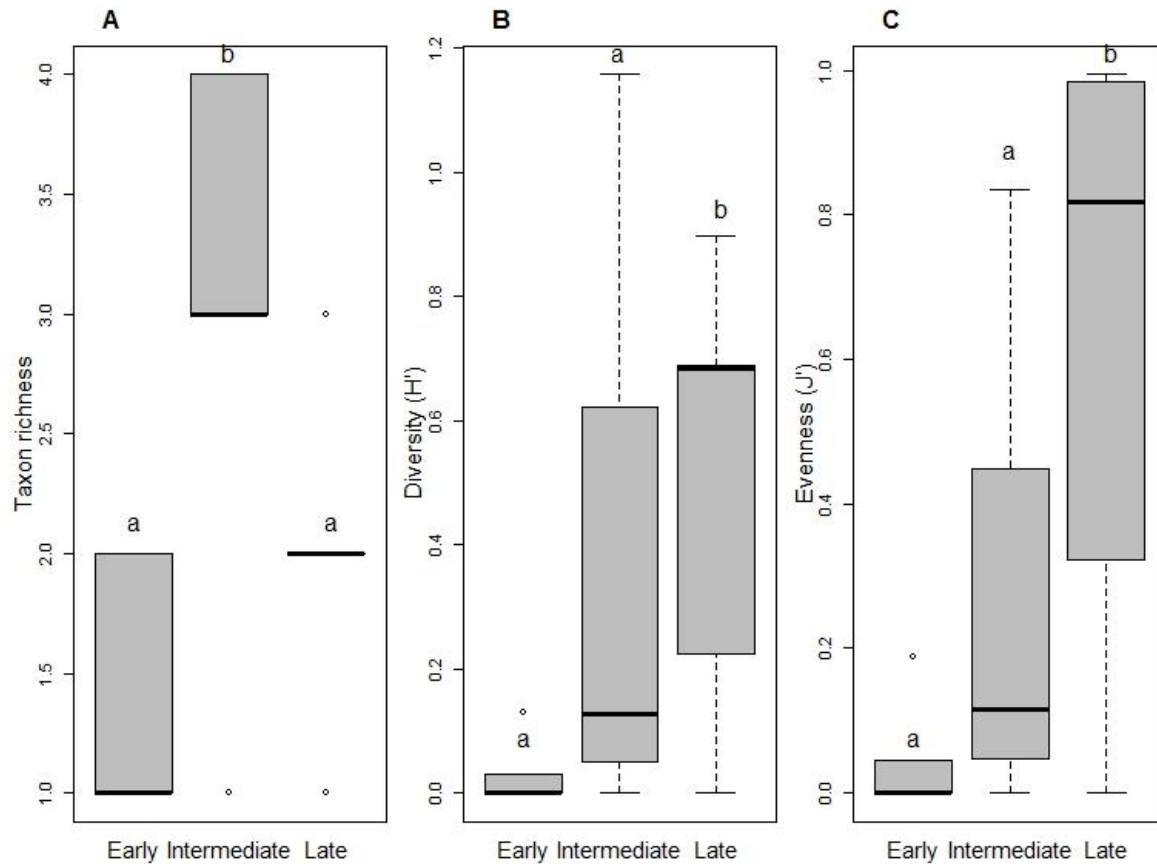 A
Taxon richness
4.0
3.5
3.0
2.5
2.0
1.5
1.0
a
b
a
Early Intermediate Late
B
Diversity (H')
1.2
1.0
0.8
0.6
0.4
0.2
0.0
a
a
b
Early Intermediate Late
C
Evenness (J')
1.0
0.8
0.6
0.4
0.2
0.0
a
a
b
Early Intermediate Late